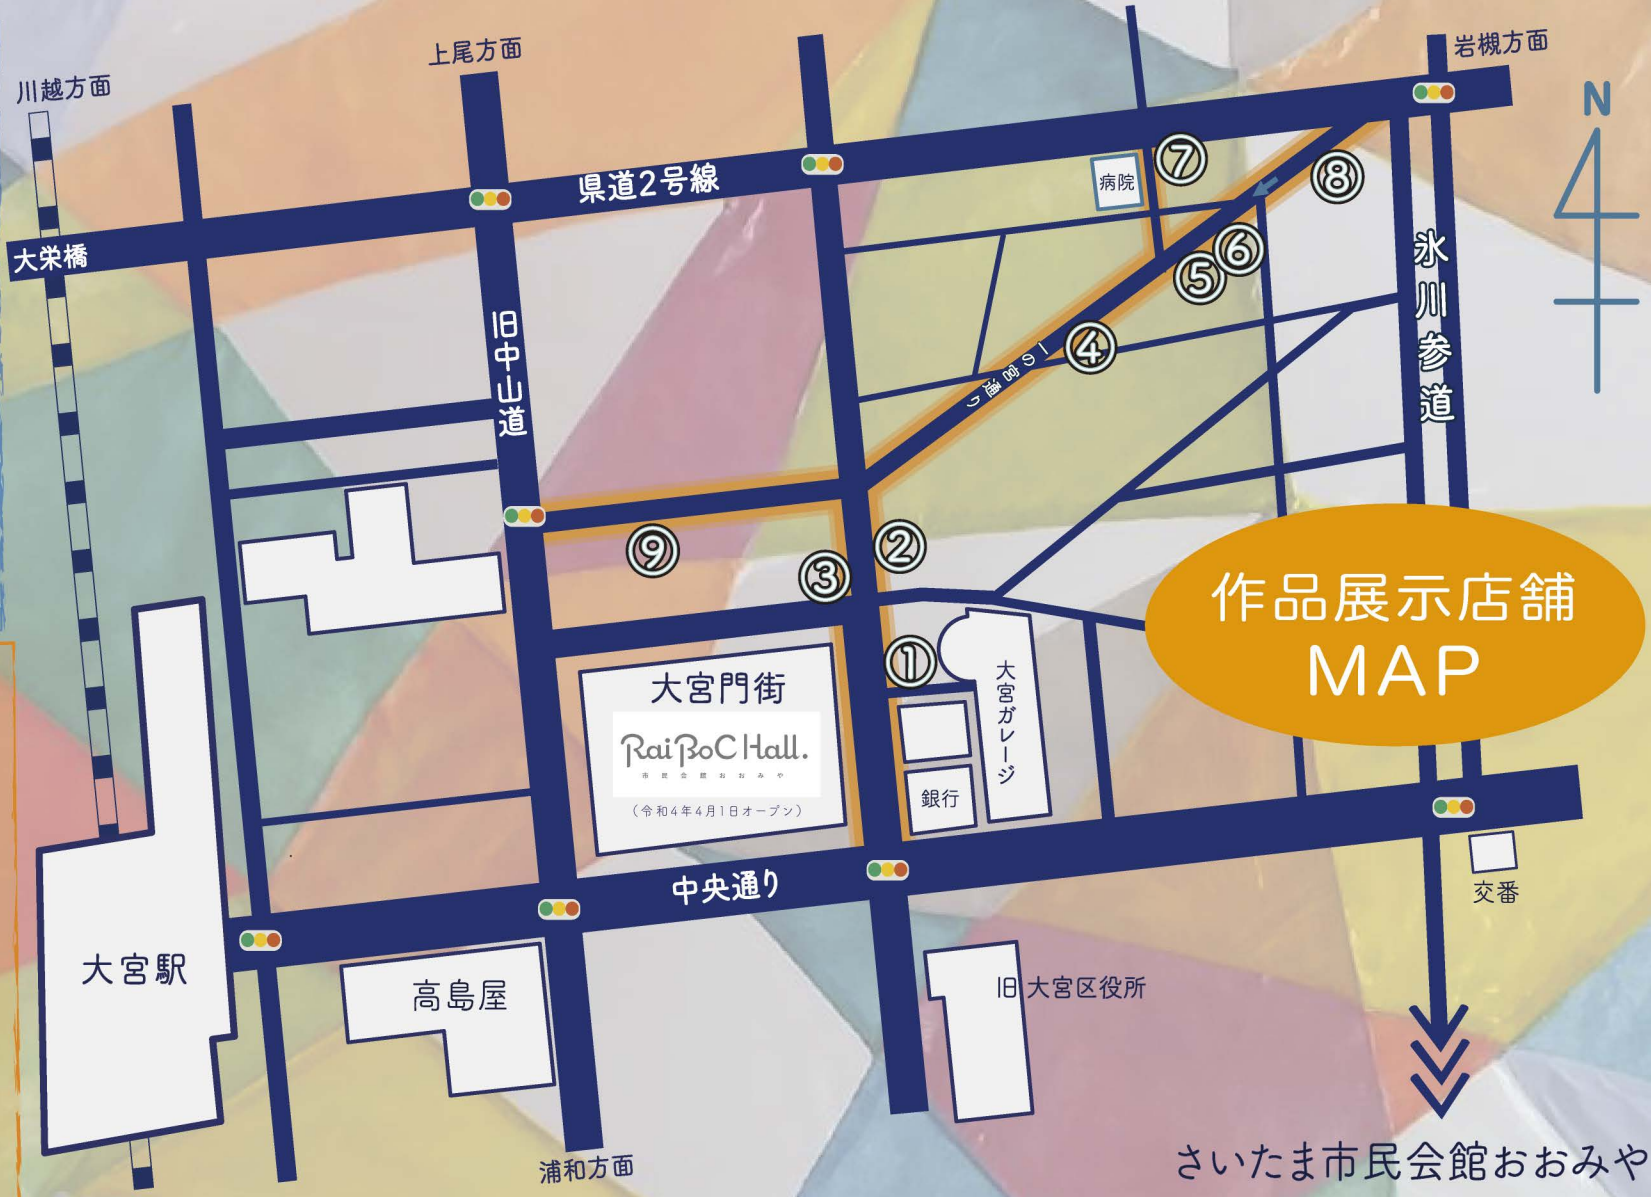 川越方面
上尾方面
岩槻方面
N
県道2号線
大栄橋
病院
⑦
⑧
⑥
⑤
④
一の宮通り
氷川参道
旧中山道
⑨
③
②
①
作品展示店舗
MAP
大宮門街
RaiBoC Hall.
市民会館おおみや
（令和4年4月1日オープン）
大宮ガレージ
銀行
中央通り
交番
大宮駅
高島屋
旧大宮区役所
浦和方面
さいたま市民会館おおみや